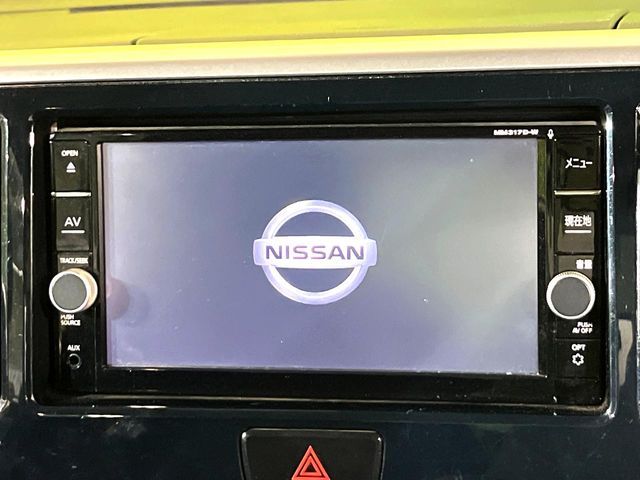 MM317D-W
OPEN
AV
TRACK/SEEK
PUSH
SOURCE
AUX
NISSAN
メニュー
現在地
音量
PUSH
AV OFF
OPT